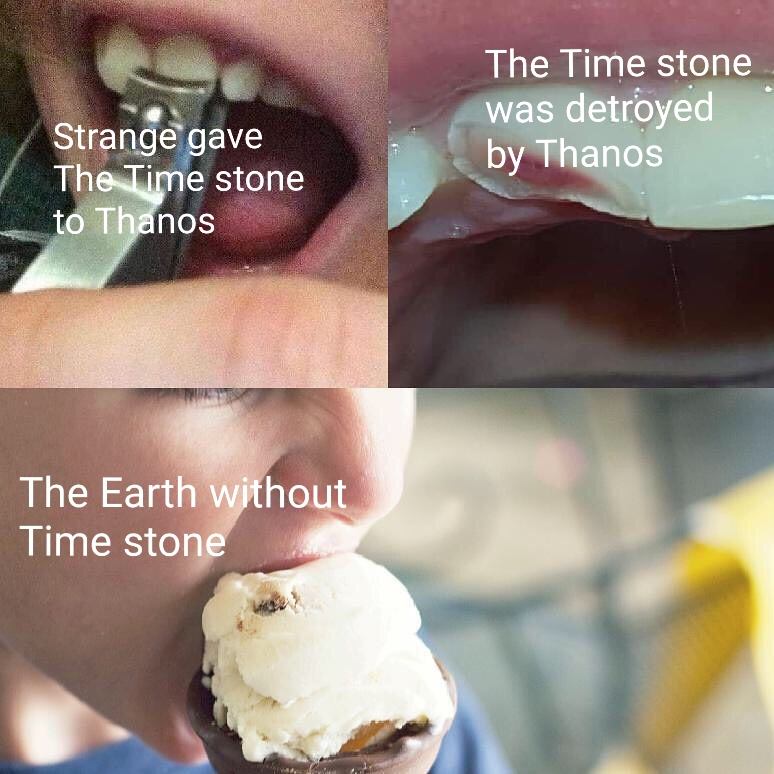 Strange gave
The Time stone
to Thanos
The Time stone
was detroyed
by Thanos
The Earth without
Time stone